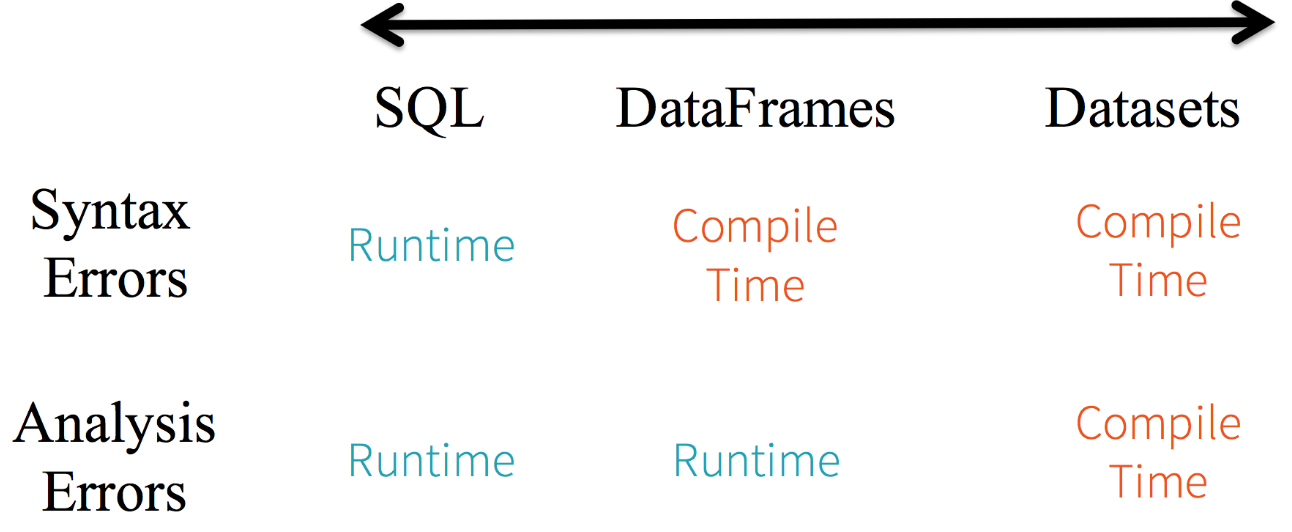 SQL DataFrames Datasets
Syntax
Errors
Runtime
Compile
Time
Compile
Time
Analysis
Errors
Runtime
Runtime
Compile
Time